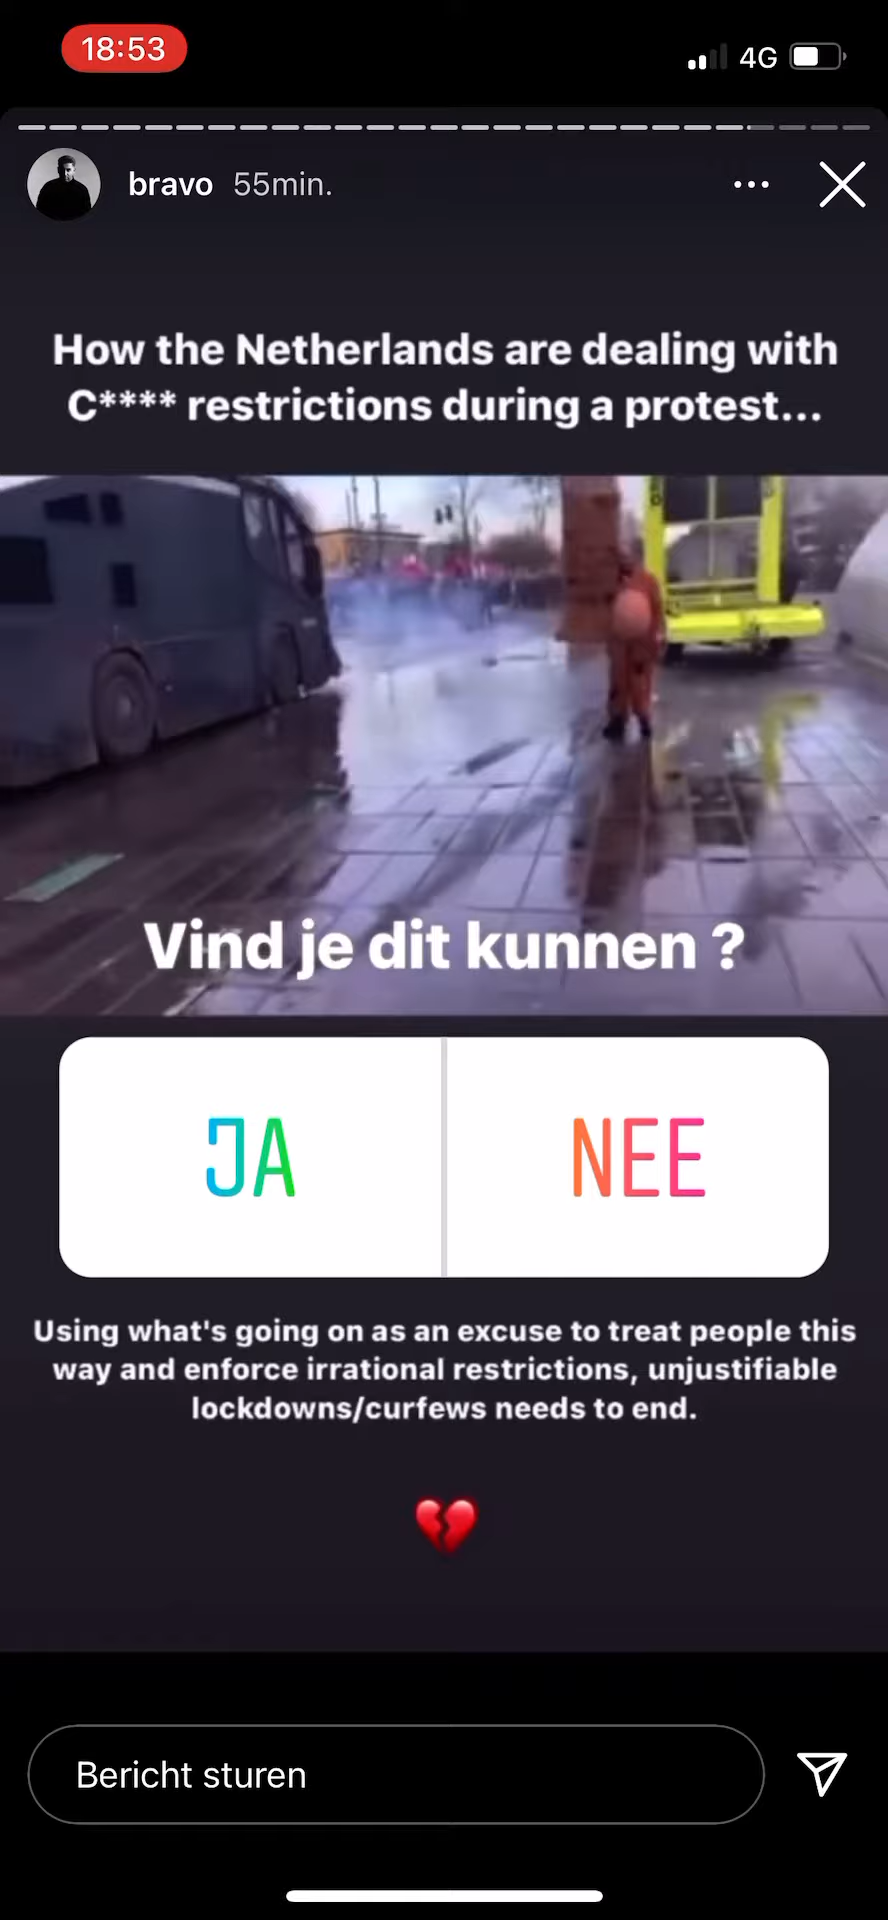 18:53
4G
bravo 55min.
How the Netherlands are dealing with
C**** restrictions during a protest...
Vind je dit kunnen ?
JA
NEE
Using what's going on as an excuse to treat people this
way and enforce irrational restrictions, unjustifiable
lockdowns/curfews needs to end.
Bericht sturen